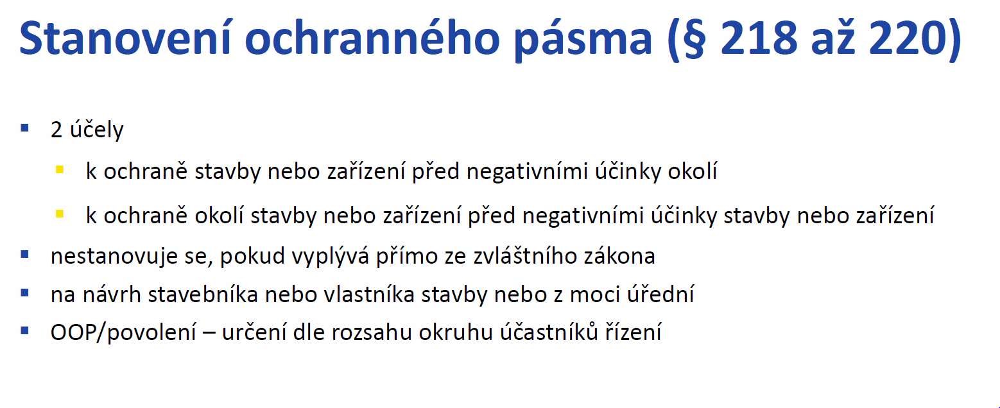 Stanovení ochranného pásma (§ 218 až 220)
2 účely
k ochraně stavby nebo zařízení před negativními účinky okolí
k ochraně okolí stavby nebo zařízení před negativními účinky stavby nebo zařízení
nestanovuje se, pokud vyplývá přímo ze zvláštního zákona
na návrh stavebníka nebo vlastníka stavby nebo z moci úřední
OOP/povolení – určení dle rozsahu okruhu účastníků řízení